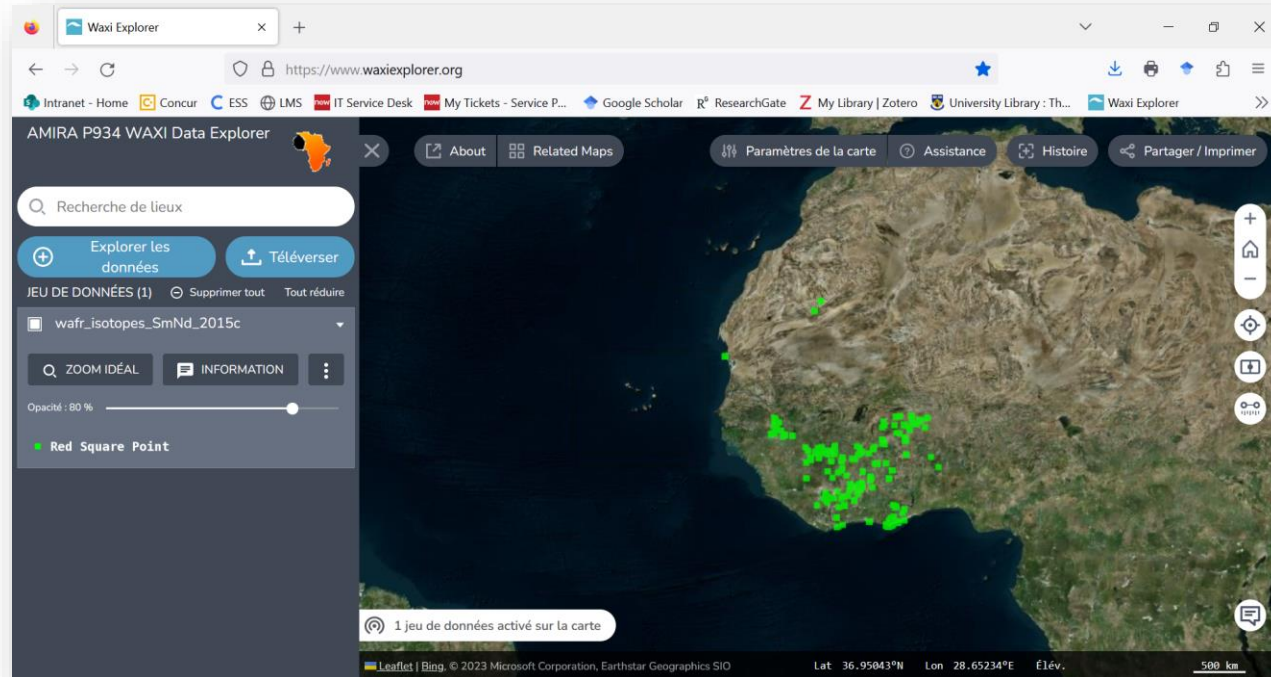 Waxi Explorer
https://www.waxiexplorer.org
Intranet - Home Concur ESS LMS IT Service Desk My Tickets - Service P... Google Scholar ResearchGate My Library | Zotero University Library : Th... Waxi Explorer
AMIRA P934 WAXI Data Explorer
About Related Maps Paramètres de la carte Assistance Histoire Partager / Imprimer
Recherche de lieux
Explorer les
données
Téléverser
JEU DE DONNÉES (1) Supprimer tout Tout réduire
wafr_isotopes_SmNd_2015c
ZOOM IDÉAL INFORMATION
Opacité : 80 %
Red Square Point
1 jeu de données activé sur la carte
Leaflet | Bing, © 2023 Microsoft Corporation, Earthstar Geographics SIO Lat 36.95043°N Lon 28.65234°E Élév. 500 km